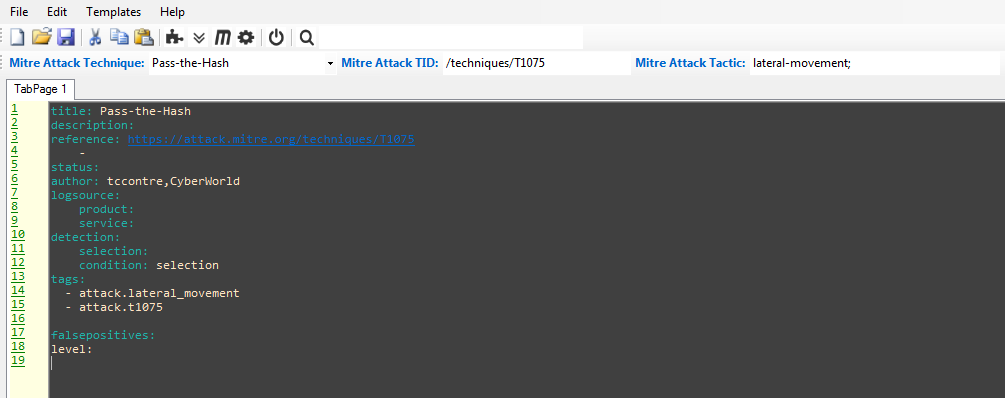 File Edit Templates Help
Mitre Attack Technique: Pass-the-Hash Mitre Attack TID: /techniques/T1075 Mitre Attack Tactic: lateral-movement;
TabPage 1
1 title: Pass-the-Hash
2 description:
3 reference: https://attack.mitre.org/techniques/T1075
4 -
5 status:
6 author: tccontre,CyberWorld
7 logsource:
8 product:
9 service:
10 detection:
11 selection:
12 condition: selection
13 tags:
14 - attack.lateral_movement
15 - attack.t1075
16
17 falsepositives:
18 level:
19